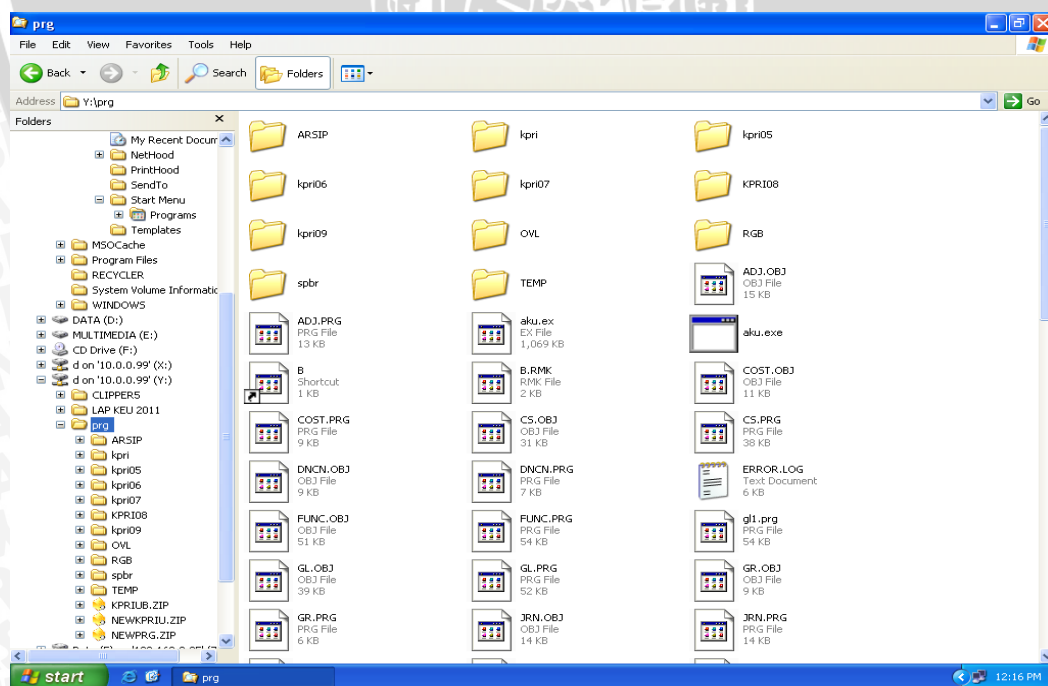 prg
File Edit View Favorites Tools Help
Back Search Folders
Address Y:\prg Go
Folders
My Recent Docum
NetHood
PrintHood
SendTo
Start Menu
Programs
Templates
MSOCache
Program Files
RECYCLER
System Volume Informatic
WINDOWS
DATA (D:)
MULTIMEDIA (E:)
CD Drive (F:)
d on '10.0.0.99' (X:)
d on '10.0.0.99' (Y:)
CLIPPER5
LAP KEU 2011
prg
ARSIP
kpri
kpri05
kpri06
kpri07
KPRI08
kpri09
OVL
RGB
spbr
TEMP
KPRIUB.ZIP
NEWKPRIU.ZIP
NEWPRG.ZIP
ARSIP
kpri
kpri05
kpri06
kpri07
KPRI08
kpri09
OVL
RGB
spbr
TEMP
ADJ.OBJ
OBJ File
15 KB
ADJ.PRG
PRG File
13 KB
aku.ex
EX File
1,069 KB
aku.exe
B
Shortcut
1 KB
B.RMK
RMK File
2 KB
COST.OBJ
OBJ File
11 KB
COST.PRG
PRG File
9 KB
CS.OBJ
OBJ File
31 KB
CS.PRG
PRG File
38 KB
DNCN.OBJ
OBJ File
9 KB
DNCN.PRG
PRG File
7 KB
ERROR.LOG
Text Document
6 KB
FUNC.OBJ
OBJ File
51 KB
FUNC.PRG
PRG File
54 KB
gl1.prg
PRG File
54 KB
GL.OBJ
OBJ File
39 KB
GL.PRG
PRG File
52 KB
GR.OBJ
OBJ File
9 KB
GR.PRG
PRG File
6 KB
JRN.OBJ
OBJ File
14 KB
JRN.PRG
PRG File
14 KB
start prg 12:16 PM